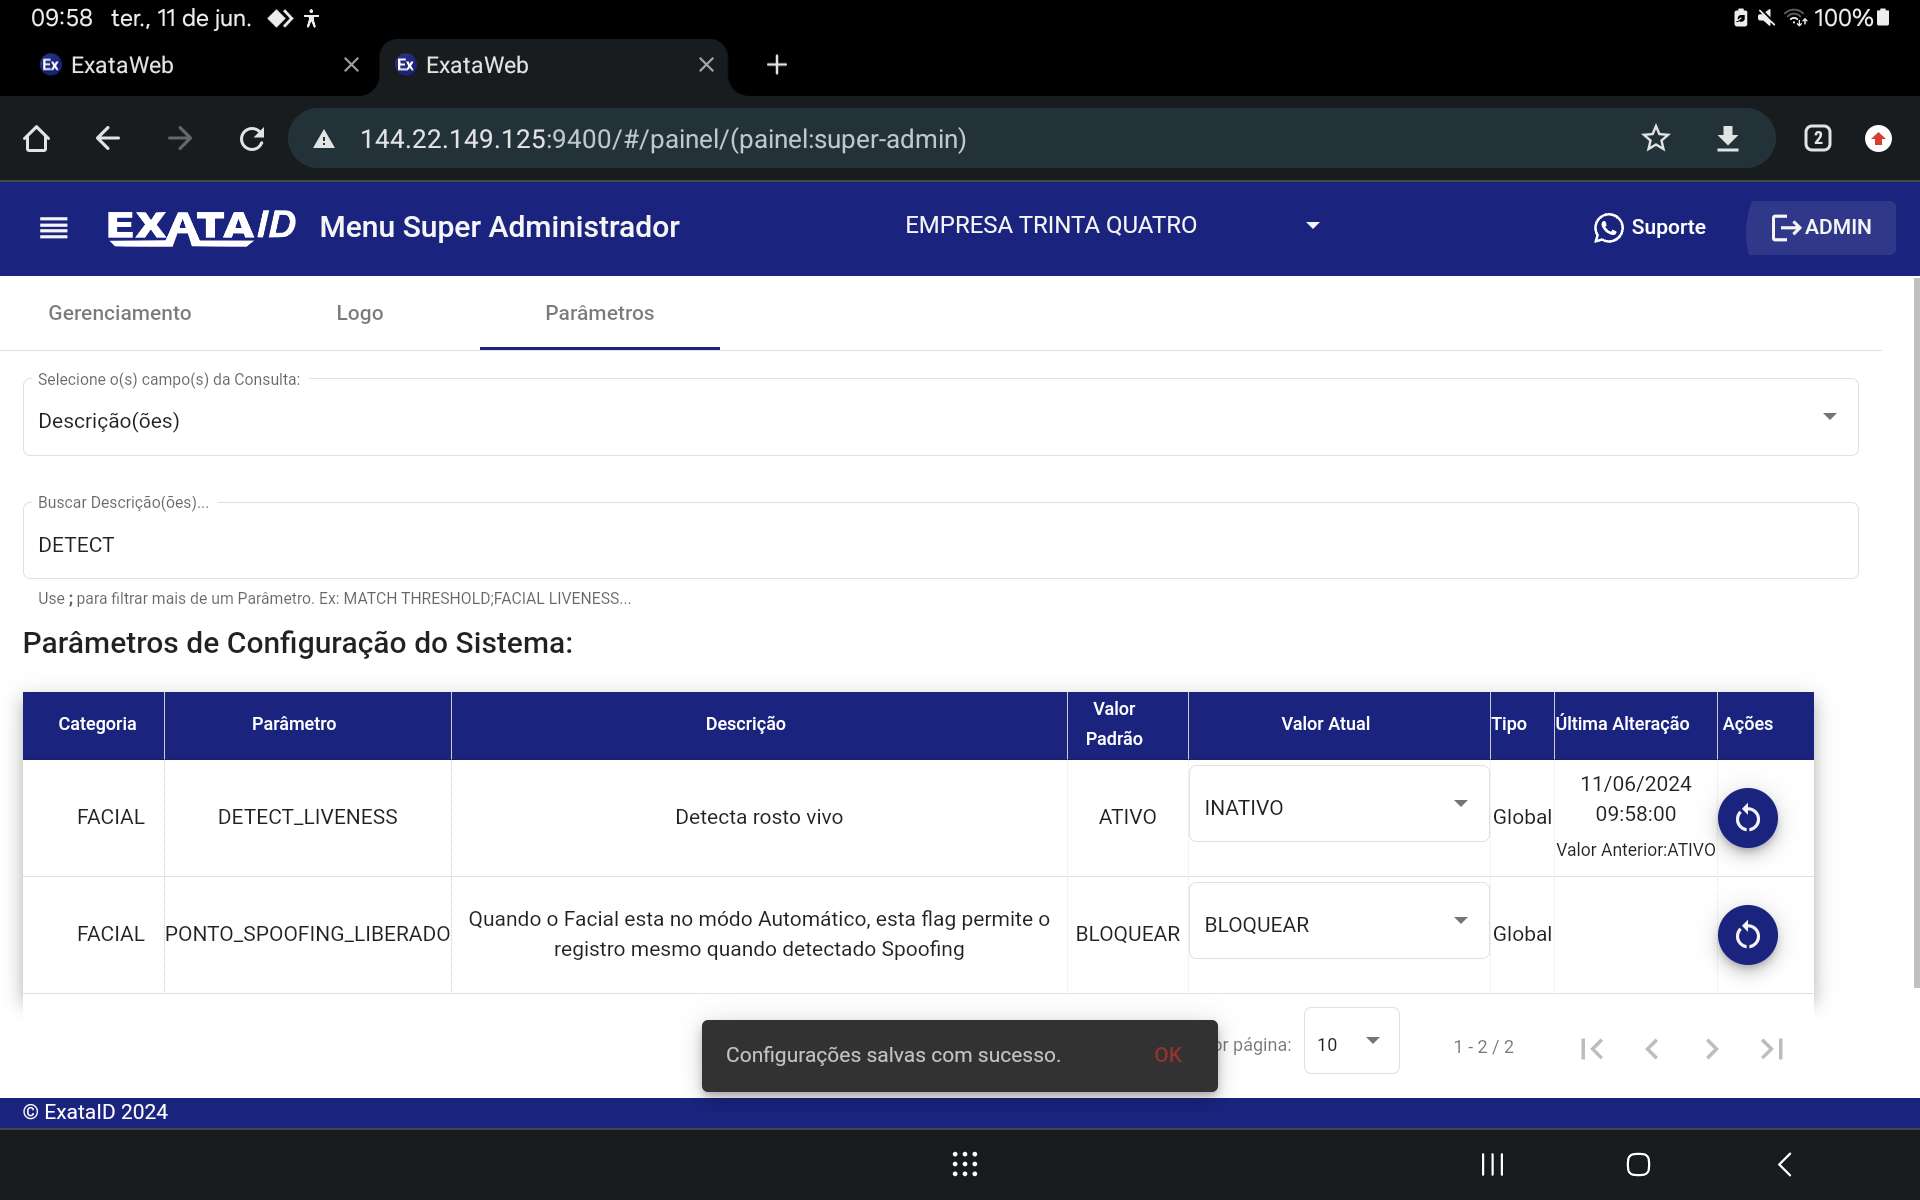 09:58 ter., 11 de jun.
100%
Ex ExataWeb
Ex ExataWeb
144.22.149.125:9400/#/painel/(painel:super-admin)
2
EXATAID Menu Super Administrador
EMPRESA TRINTA QUATRO
Suporte
ADMIN
Gerenciamento
Logo
Parâmetros
Selecione o(s) campo(s) da Consulta:
Descrição(ões)
Buscar Descrição(ões)...
DETECT
Use ; para filtrar mais de um Parâmetro. Ex: MATCH THRESHOLD;FACIAL LIVENESS...
Parâmetros de Configuração do Sistema:
Categoria
Parâmetro
Descrição
Valor
Padrão
Valor Atual
Tipo
Última Alteração
Ações
FACIAL
DETECT_LIVENESS
Detecta rosto vivo
ATIVO
INATIVO
Global
11/06/2024
09:58:00
Valor Anterior:ATIVO
FACIAL
PONTO_SPOOFING_LIBERADO
Quando o Facial esta no módo Automático, esta flag permite o
registro mesmo quando detectado Spoofing
BLOQUEAR
BLOQUEAR
Global
Configurações salvas com sucesso.
OK
or página:
10
1 - 2 / 2
© ExataID 2024